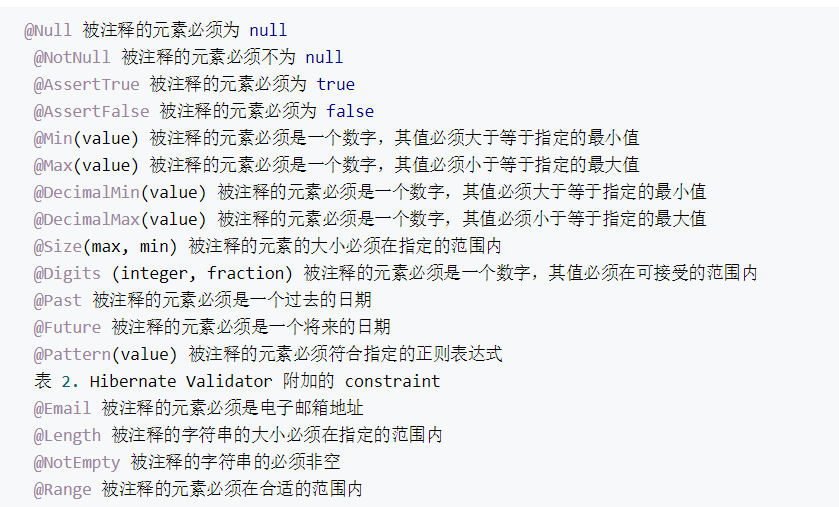 @Null 被注释的元素必须为 null
@NotNull 被注释的元素必须不为 null
@AssertTrue 被注释的元素必须为 true
@AssertFalse 被注释的元素必须为 false
@Min(value) 被注释的元素必须是一个数字，其值必须大于等于指定的最小值
@Max(value) 被注释的元素必须是一个数字，其值必须小于等于指定的最大值
@DecimalMin(value) 被注释的元素必须是一个数字，其值必须大于等于指定的最小值
@DecimalMax(value) 被注释的元素必须是一个数字，其值必须小于等于指定的最大值
@Size(max, min) 被注释的元素的大小必须在指定的范围内
@Digits (integer, fraction) 被注释的元素必须是一个数字，其值必须在可接受的范围内
@Past 被注释的元素必须是一个过去的日期
@Future 被注释的元素必须是一个将来的日期
@Pattern(value) 被注释的元素必须符合指定的正则表达式
表 2. Hibernate Validator 附加的 constraint
@Email 被注释的元素必须是电子邮箱地址
@Length 被注释的字符串的大小必须在指定的范围内
@NotEmpty 被注释的字符串的必须非空
@Range 被注释的元素必须在合适的范围内